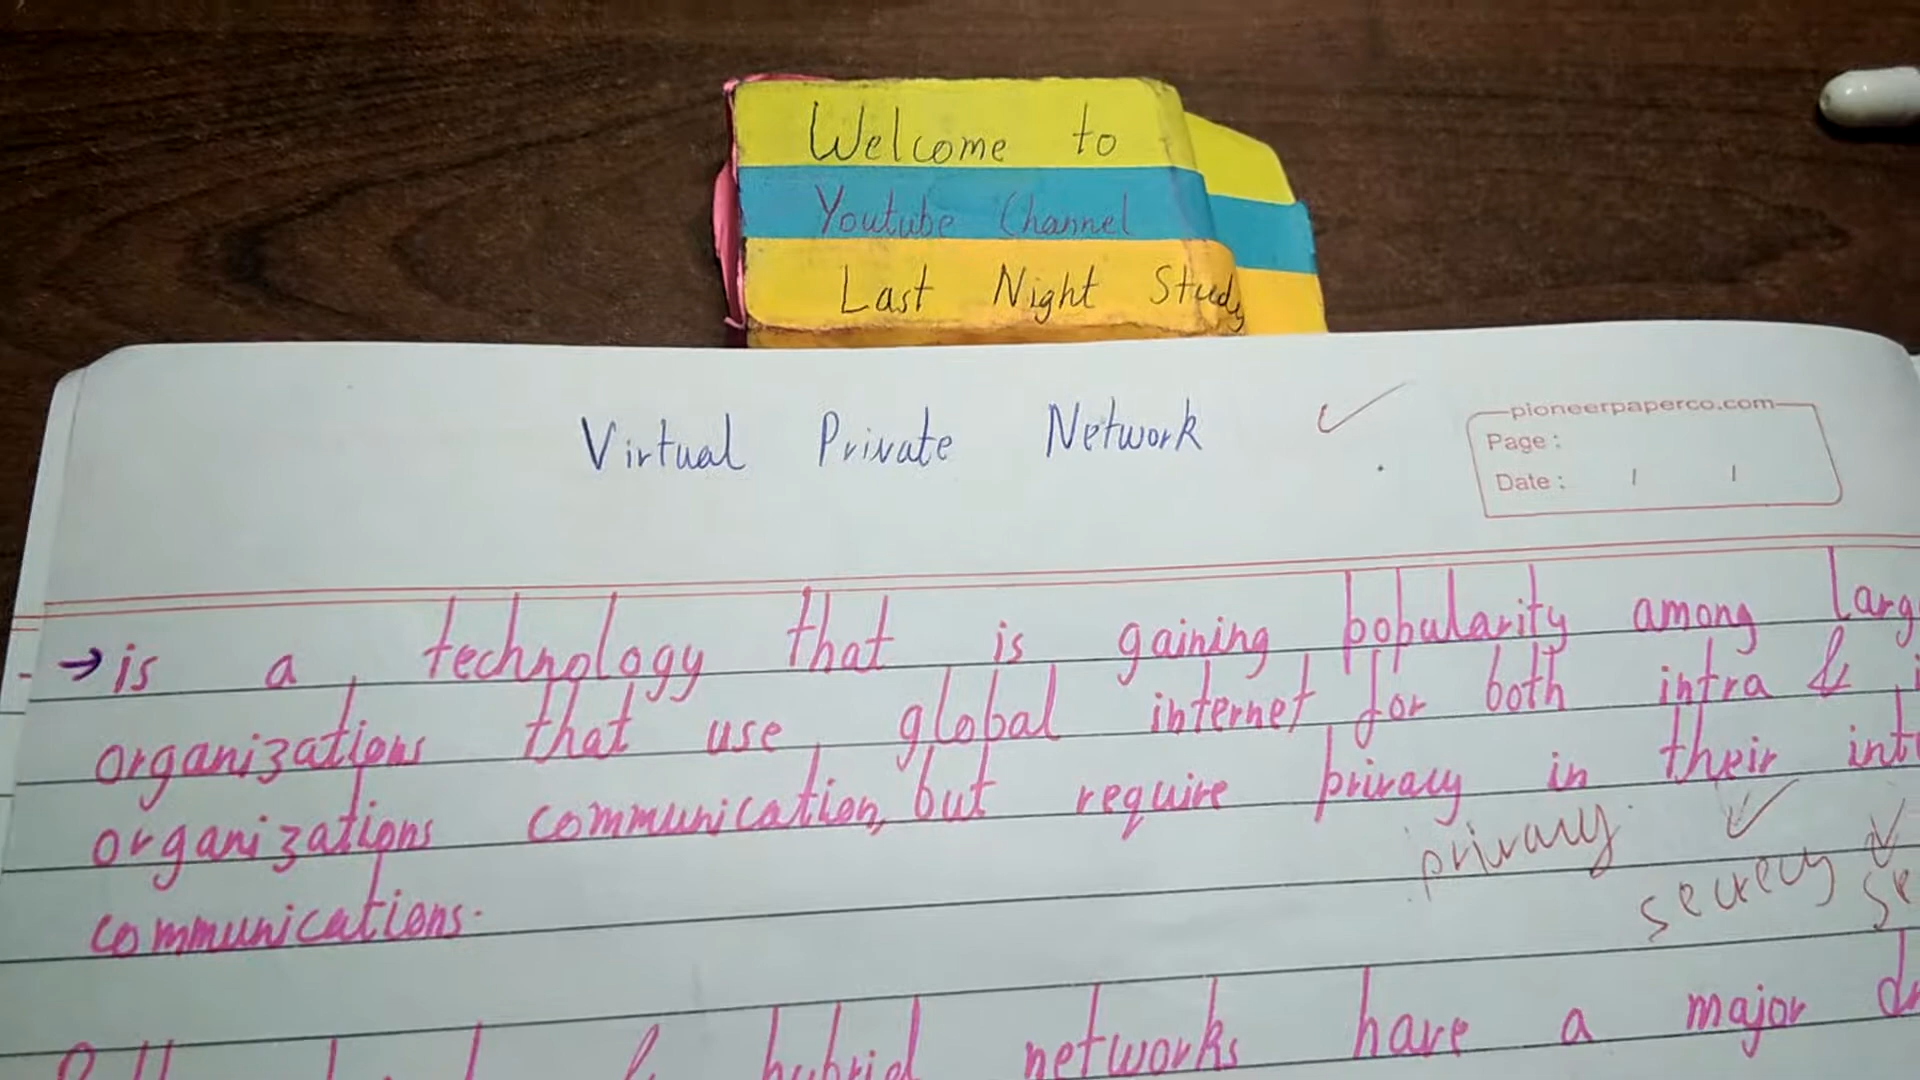 Welcome to
Youtube Channel
Last Night Study
Virtual Private Network
pioneerpaperco.com
Page :
Date : / /
→ is a technology that is gaining popularity among
organizations that use global internet for both intra &
organizations communication, but require privacy in their
privacy
secrecy
communications.
hybrid networks have a major